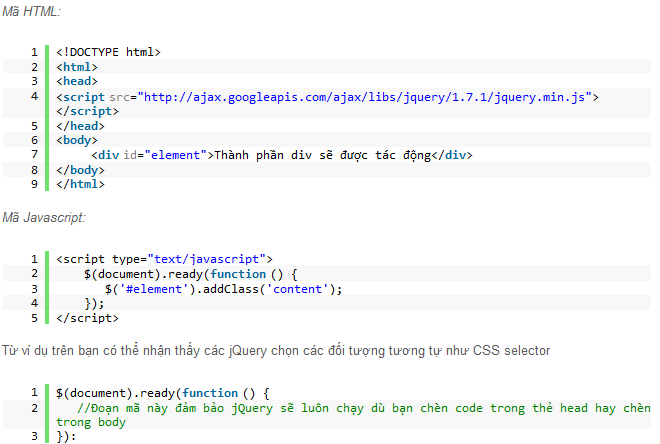 Mã HTML:
1 <!DOCTYPE html>
2 <html>
3 <head>
4 <script src="http://ajax.googleapis.com/ajax/libs/jquery/1.7.1/jquery.min.js">
</script>
5 </head>
6 <body>
7 <div id="element">Thành phần div sẽ được tác động</div>
8 </body>
9 </html>
Mã Javascript:
1 <script type="text/javascript">
2 $(document).ready(function () {
3 $('#element').addClass('content');
4 });
5 </script>
Từ ví dụ trên bạn có thể nhận thấy các jQuery chọn các đối tượng tương tự như CSS selector
1 $(document).ready(function () {
2 //Đoạn mã này đảm bảo jQuery sẽ luôn chạy dù bạn chèn code trong thẻ head hay chèn
trong body
3 }):